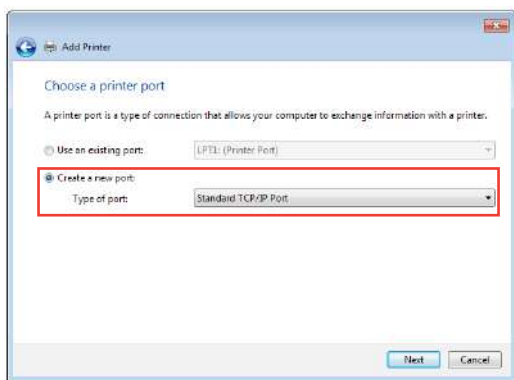 Add Printer
Choose a printer port
A printer port is a type of connection that allows your computer to exchange information with a printer.
Use an existing port: LPT1: (Printer Port)
Create a new port:
Type of port: Standard TCP/IP Port
Next Cancel